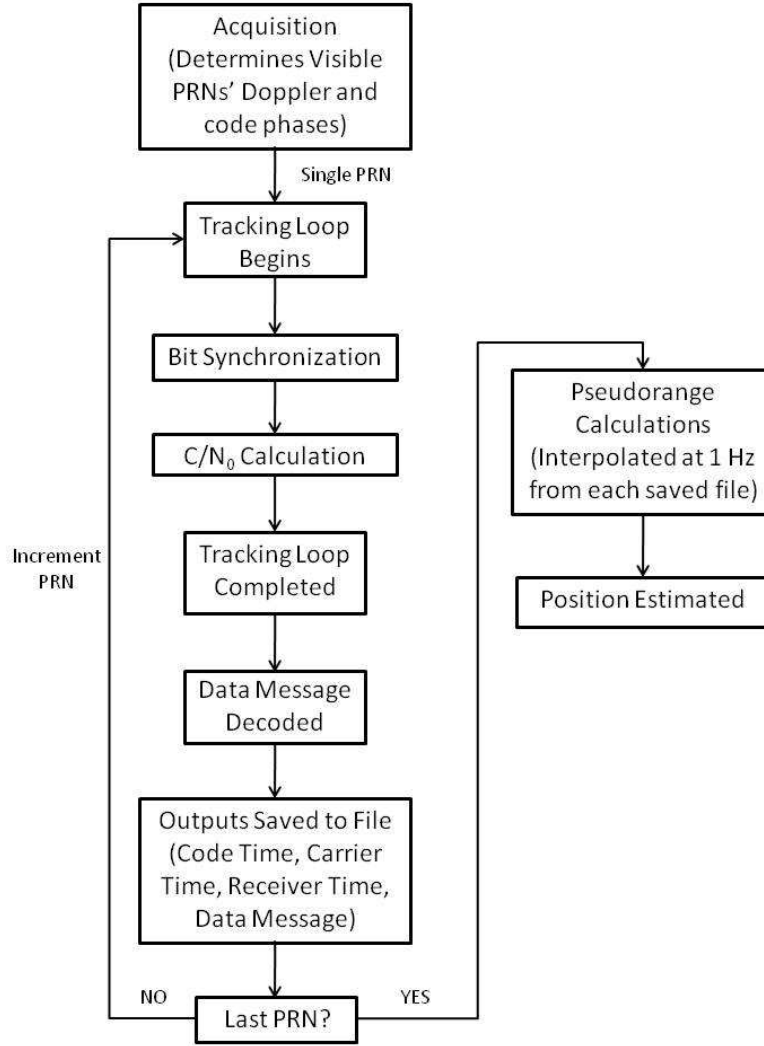 Acquisition
(Determines Visible
PRNs' Doppler and
code phases)
Single PRN
Tracking Loop
Begins
Bit Synchronization
C/N₀ Calculation
Tracking Loop
Completed
Increment
PRN
Data Message
Decoded
Outputs Saved to File
(Code Time, Carrier
Time, Receiver Time,
Data Message)
NO
Last PRN?
YES
Pseudorange
Calculations
(Interpolated at 1 Hz
from each saved file)
Position Estimated